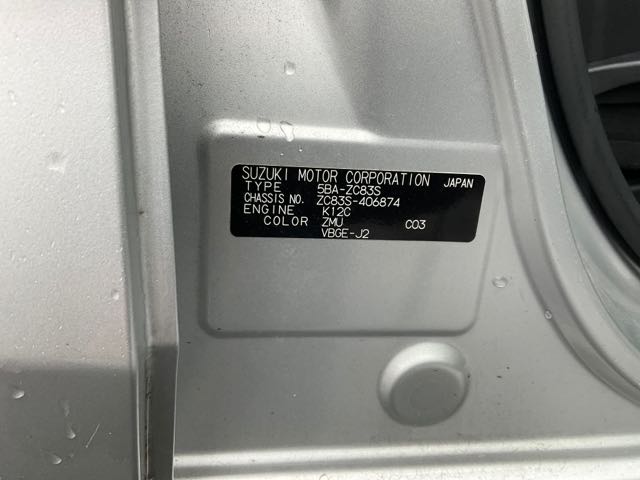 SUZUKI MOTOR CORPORATION JAPAN
TYPE 5BA-ZC83S
CHASSIS NO. ZC83S-406874
ENGINE K12C
COLOR ZMU C03
VBGE-J2